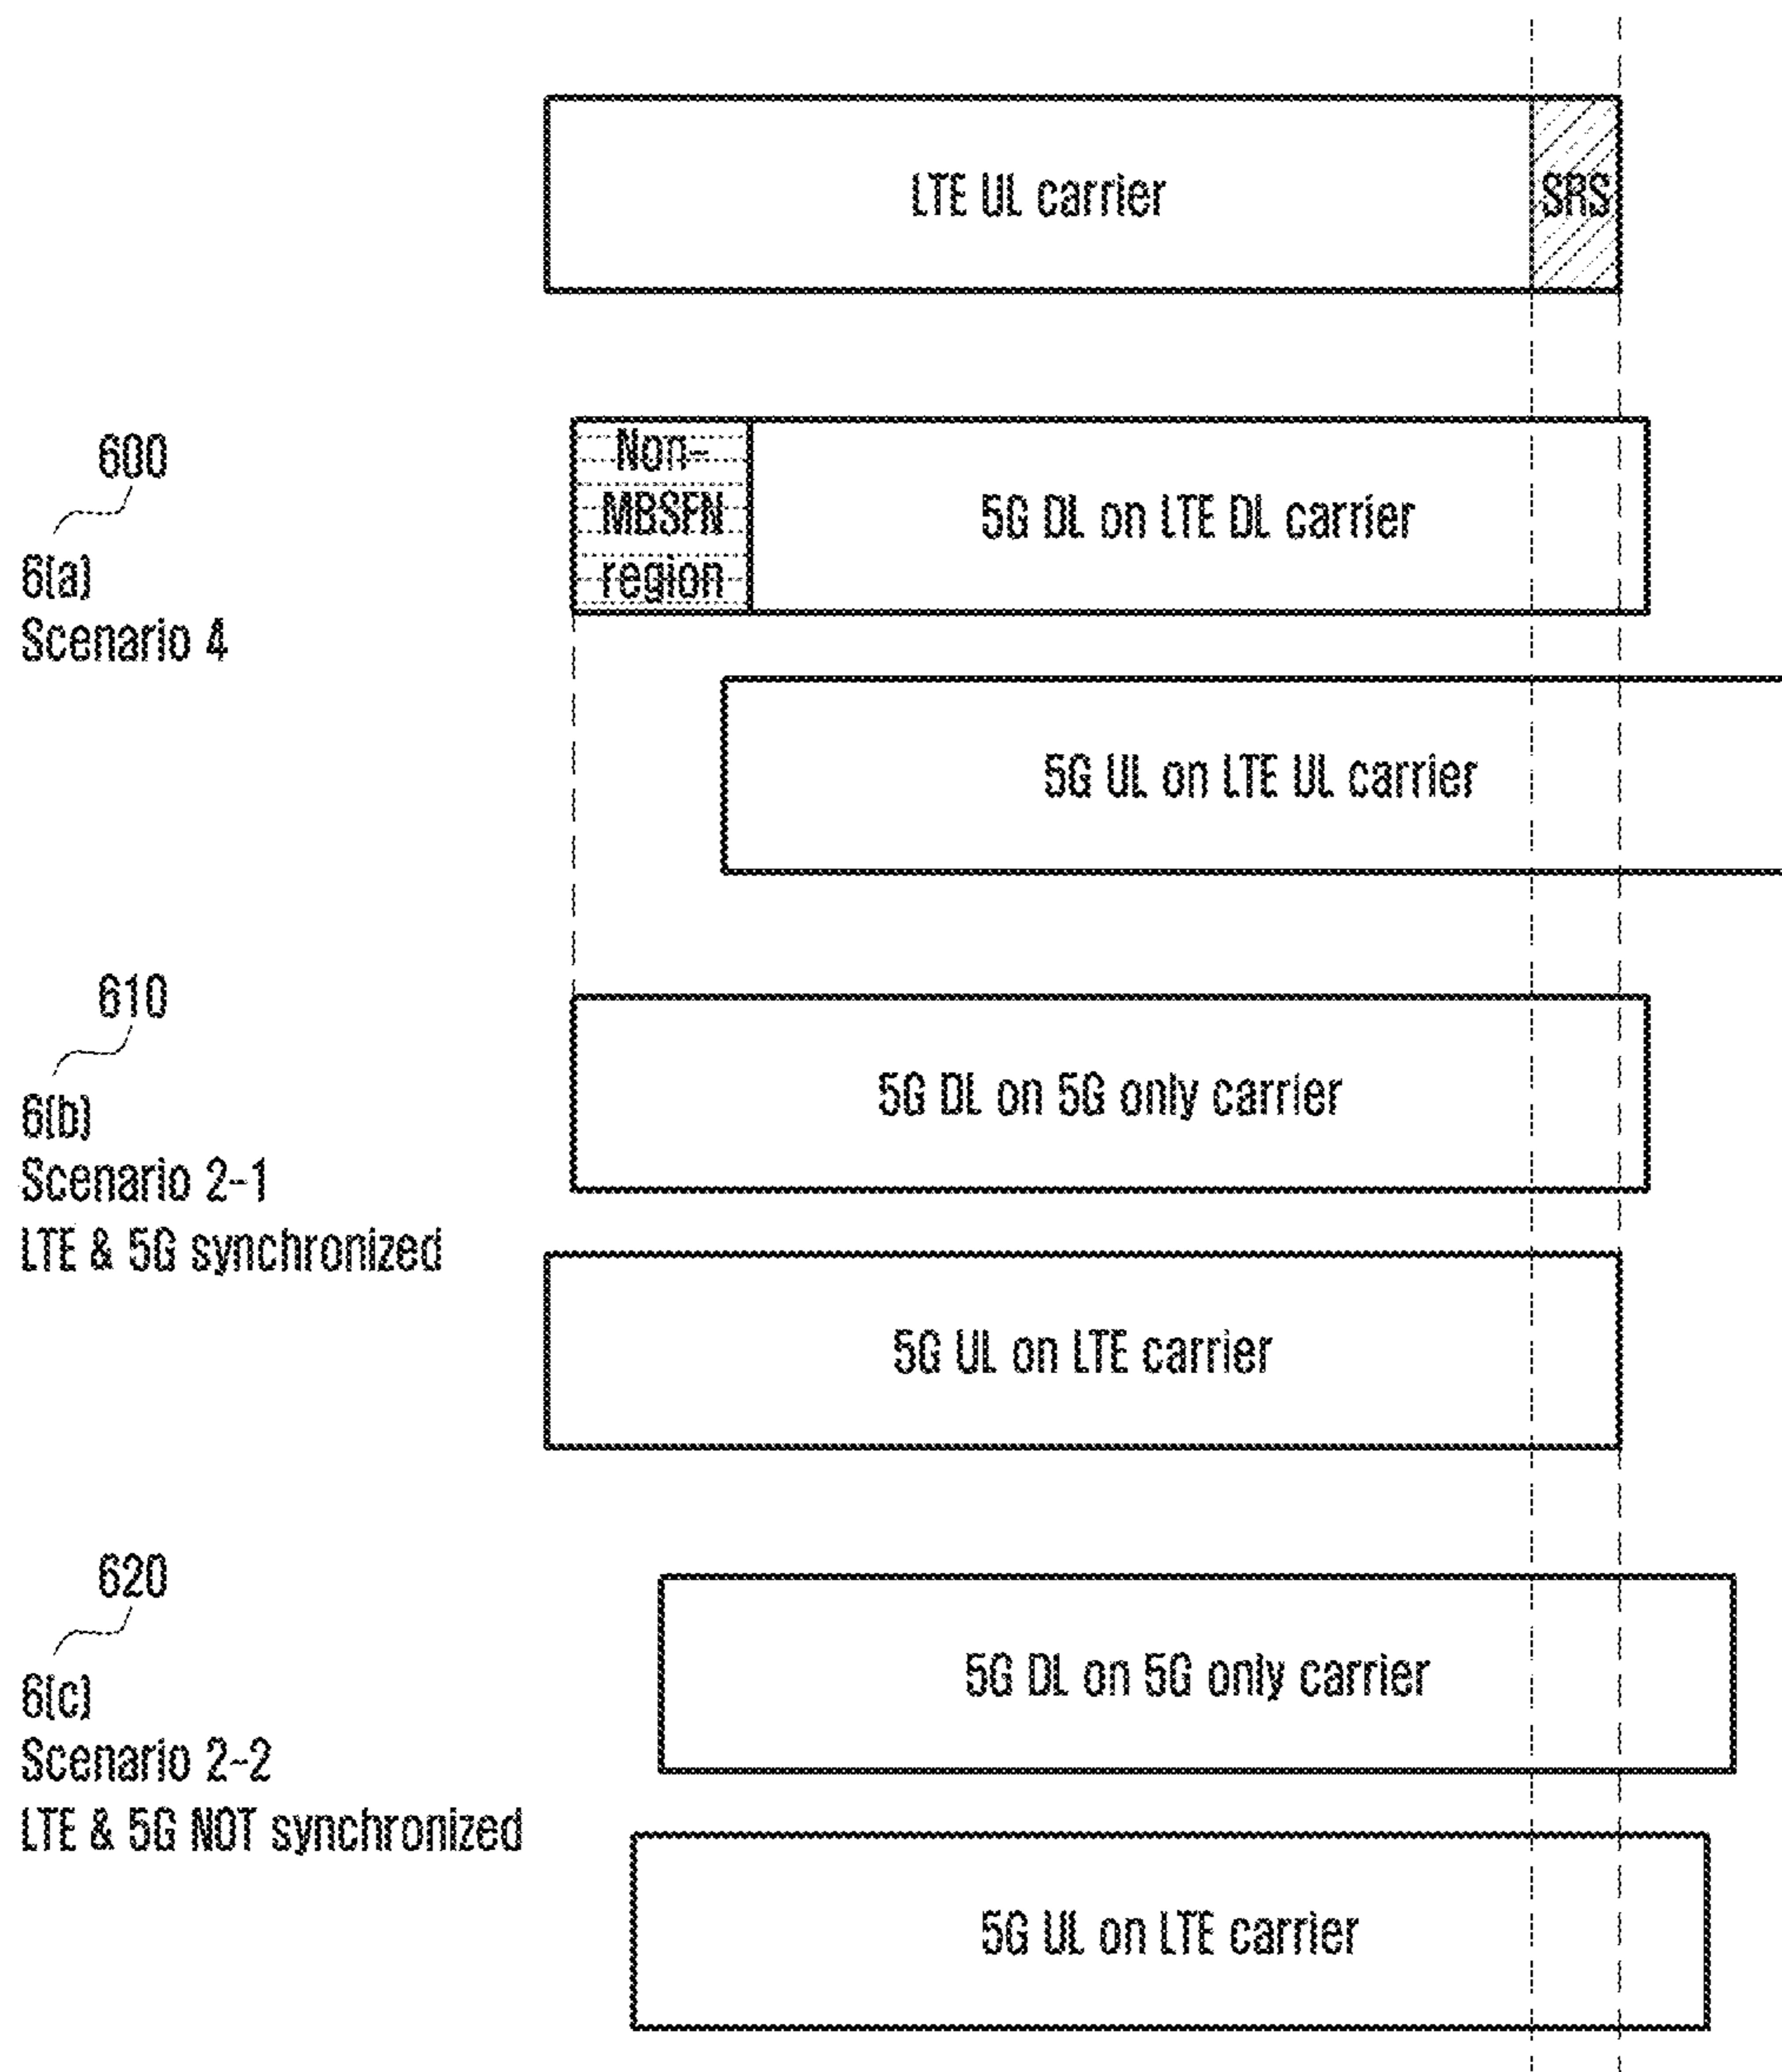 LTE UL carrier
SRS
600
6(a)
Scenario 4
Non-
MBSFN
region
5G DL on LTE DL carrier
5G UL on LTE UL carrier
610
6(b)
Scenario 2-1
LTE & 5G synchronized
5G DL on 5G only carrier
5G UL on LTE carrier
620
6(c)
Scenario 2-2
LTE & 5G NOT synchronized
5G DL on 5G only carrier
5G UL on LTE carrier